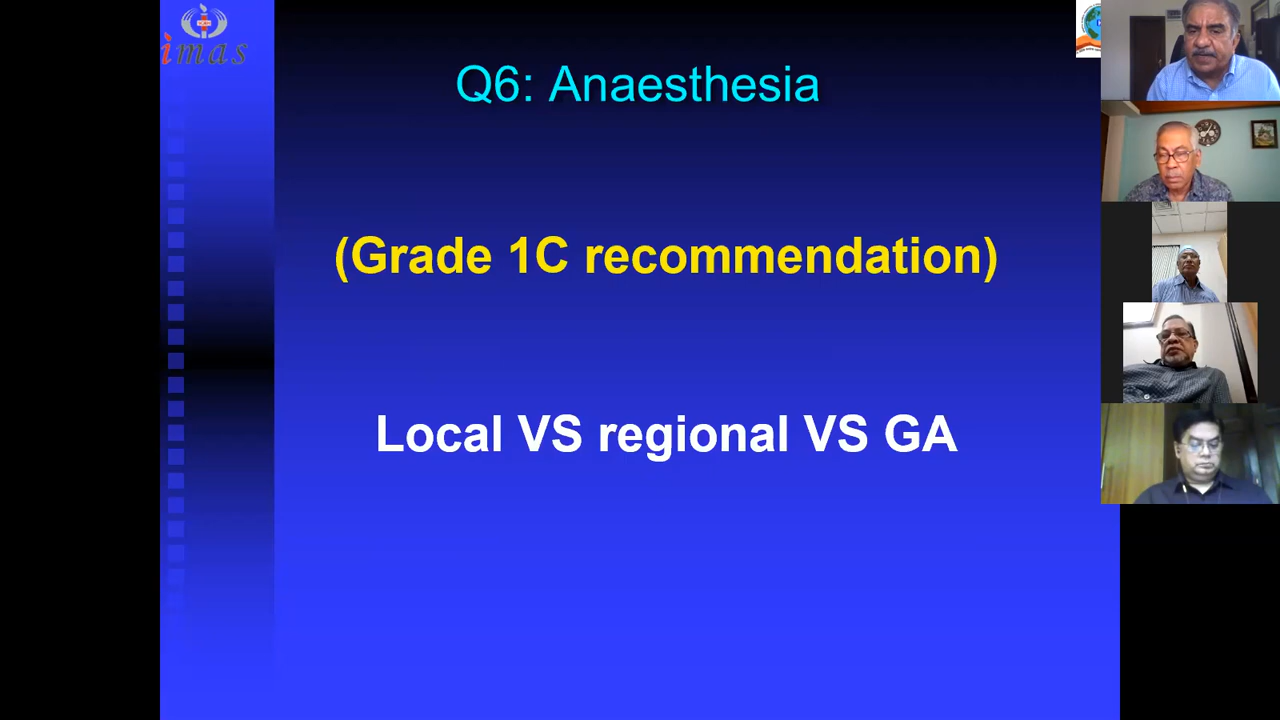 imas
Q6: Anaesthesia
(Grade 1C recommendation)
Local VS regional VS GA